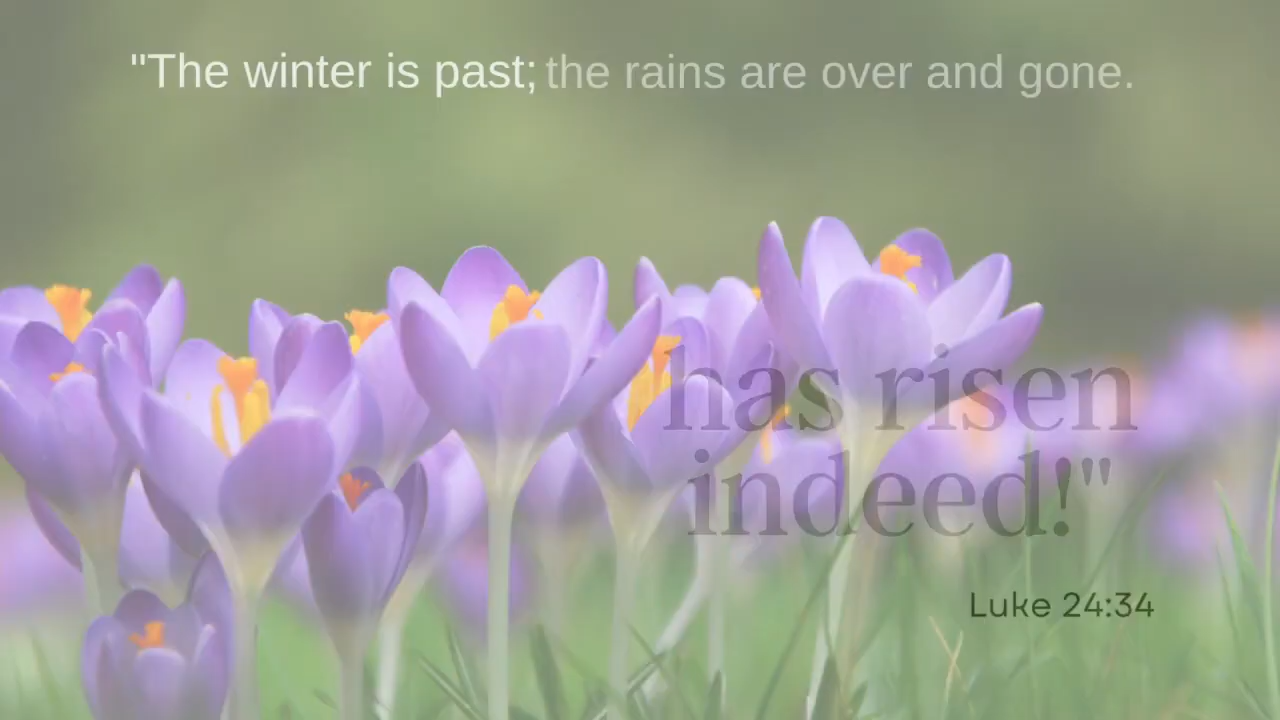 "The winter is past; the rains are over and gone.
has risen
indeed!"
Luke 24:34